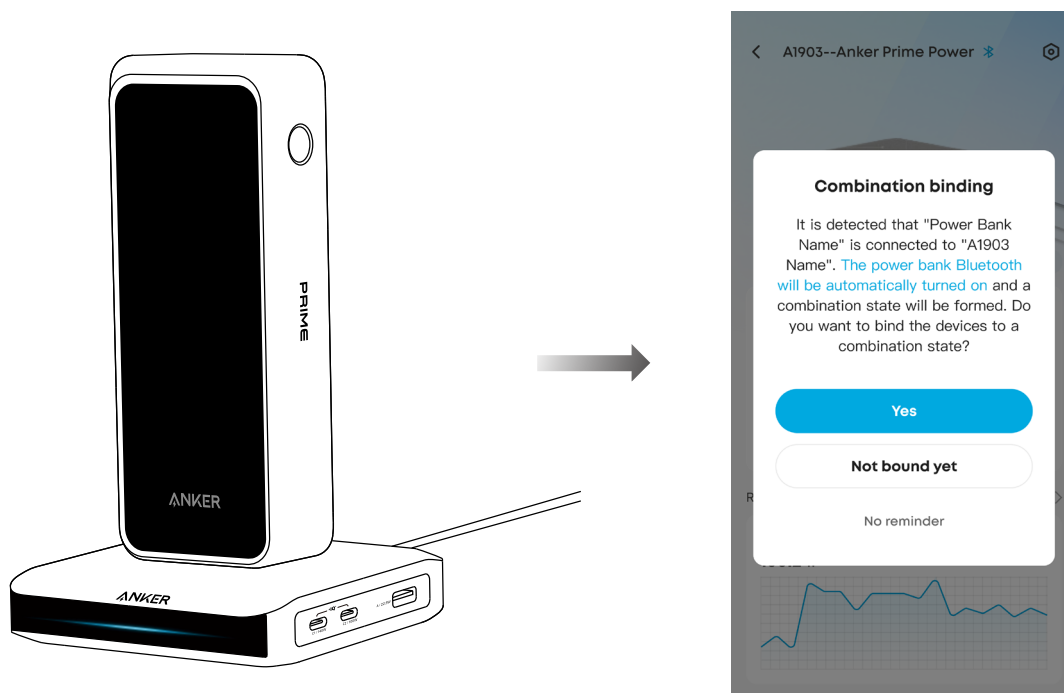 PRIME
ANKER
ANKER
A1903--Anker Prime Power
Combination binding
It is detected that "Power Bank
Name" is connected to "A1903
Name". The power bank Bluetooth
will be automatically turned on and a
combination state will be formed. Do
you want to bind the devices to a
combination state?
Yes
Not bound yet
No reminder